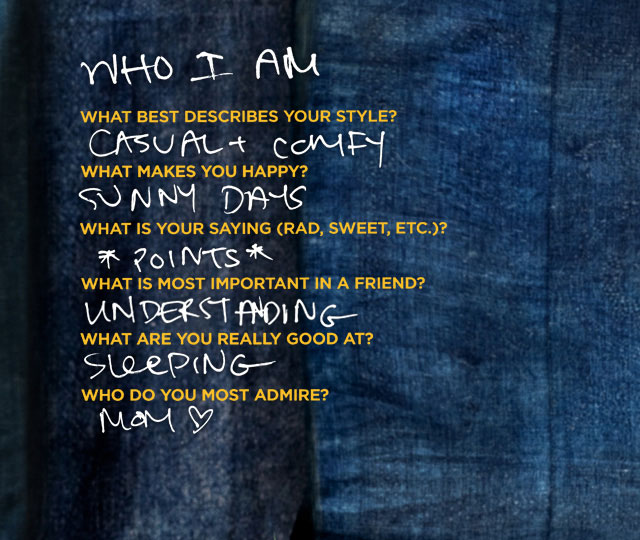 WHO I AM
WHAT BEST DESCRIBES YOUR STYLE?
CASUAL + COMFY
WHAT MAKES YOU HAPPY?
SUNNY DAYS
WHAT IS YOUR SAYING (RAD, SWEET, ETC.)?
* POINTS *
WHAT IS MOST IMPORTANT IN A FRIEND?
UNDERSTANDING
WHAT ARE YOU REALLY GOOD AT?
SLEEPING
WHO DO YOU MOST ADMIRE?
MOM ♡